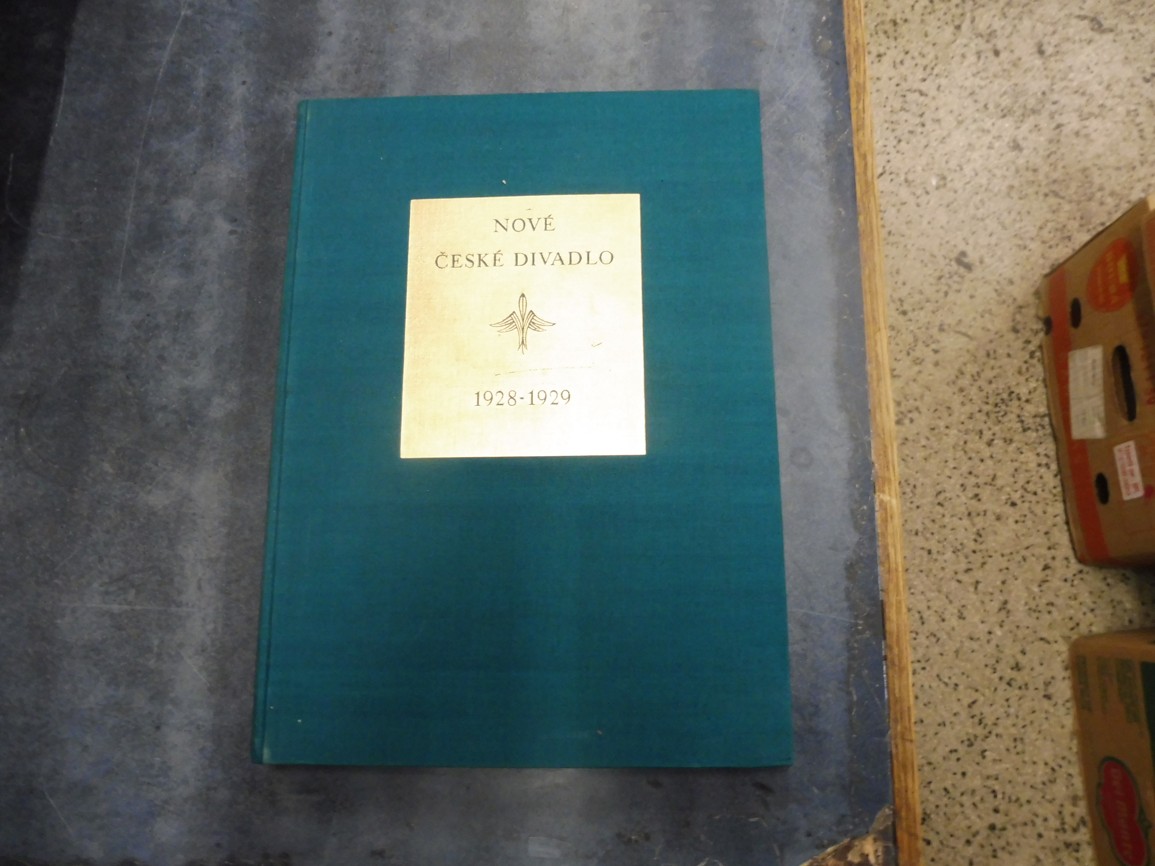 NOVÉ
ČESKÉ DIVADLO
1928-1929